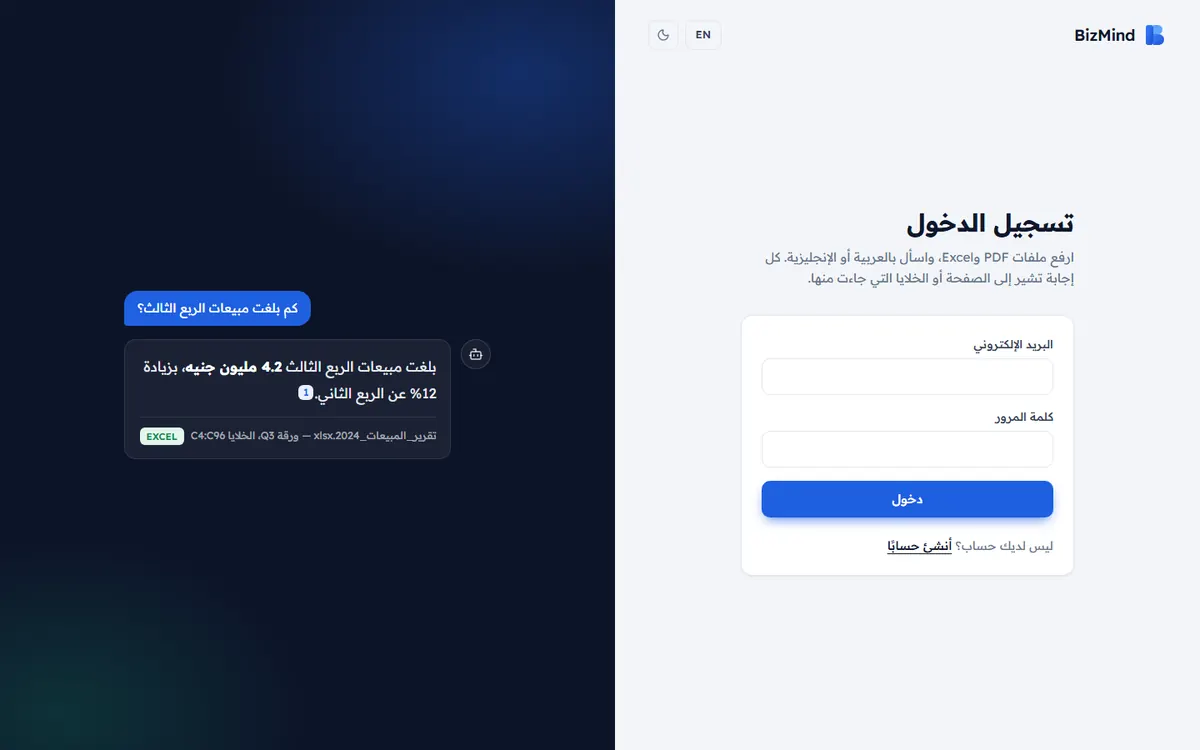 BizMind
EN
تسجيل الدخول
ارفع ملفات PDF وExcel، واسأل بالعربية أو الإنجليزية. كل
إجابة تشير إلى الصفحة أو الخلايا التي جاءت منها.
البريد الإلكتروني
كلمة المرور
دخول
ليس لديك حساب؟ أنشئ حسابًا
كم بلغت مبيعات الربع الثالث؟
بلغت مبيعات الربع الثالث 4.2 مليون جنيه، بزيادة
12% عن الربع الثاني. 1
تقرير_المبيعات_2024.xlsx — ورقة Q3، الخلايا C4:C96 EXCEL